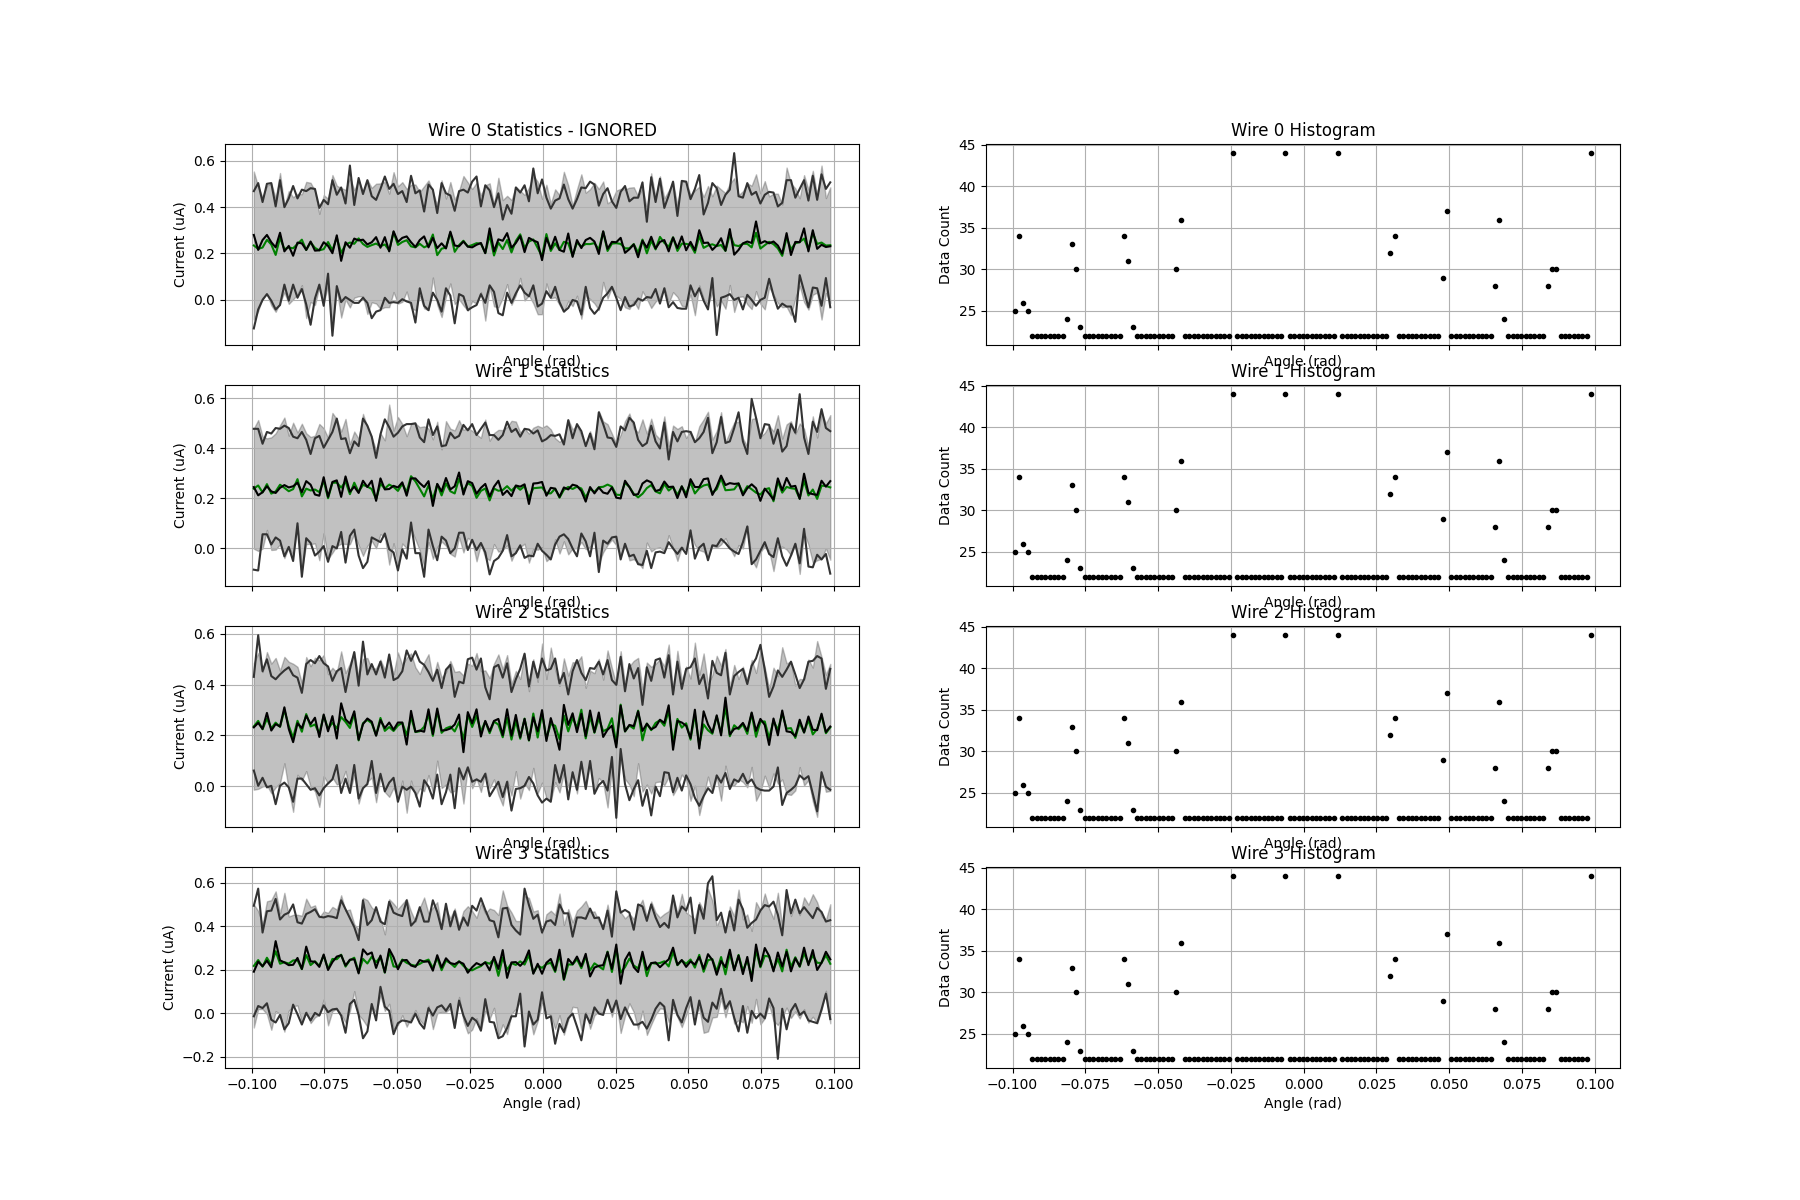 Wire 0 Statistics - IGNORED
Current (uA)
0.6
0.4
0.2
0.0
Angle (rad)
Wire 0 Histogram
Data Count
45
40
35
30
25
Angle (rad)
Wire 1 Statistics
Current (uA)
0.6
0.4
0.2
0.0
Angle (rad)
Wire 1 Histogram
Data Count
45
40
35
30
25
Angle (rad)
Wire 2 Statistics
Current (uA)
0.6
0.4
0.2
0.0
Angle (rad)
Wire 2 Histogram
Data Count
45
40
35
30
25
Angle (rad)
Wire 3 Statistics
Current (uA)
0.6
0.4
0.2
0.0
−0.2
−0.100 −0.075 −0.050 −0.025 0.000 0.025 0.050 0.075 0.100
Angle (rad)
Wire 3 Histogram
Data Count
45
40
35
30
25
−0.100 −0.075 −0.050 −0.025 0.000 0.025 0.050 0.075 0.100
Angle (rad)